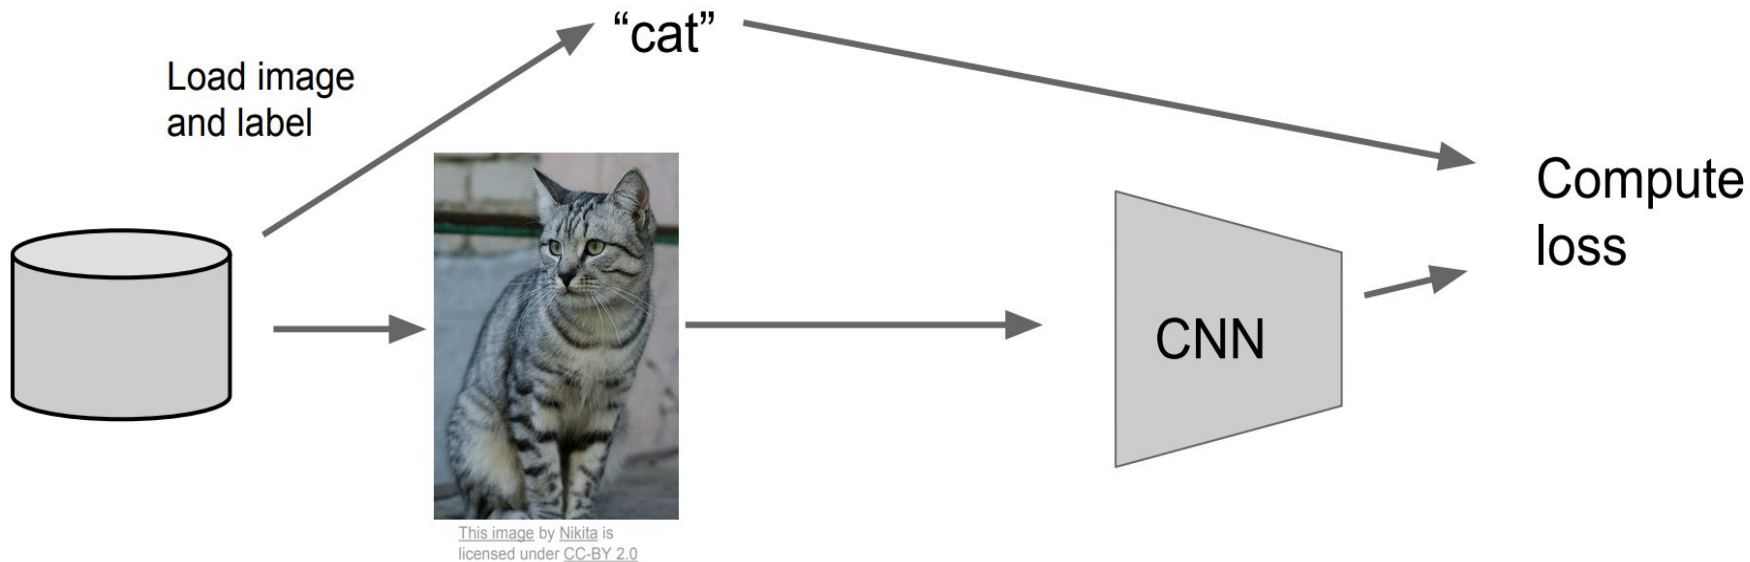 “cat”
Load image
and label
Compute
loss
CNN
This image by Nikita is
licensed under CC-BY 2.0